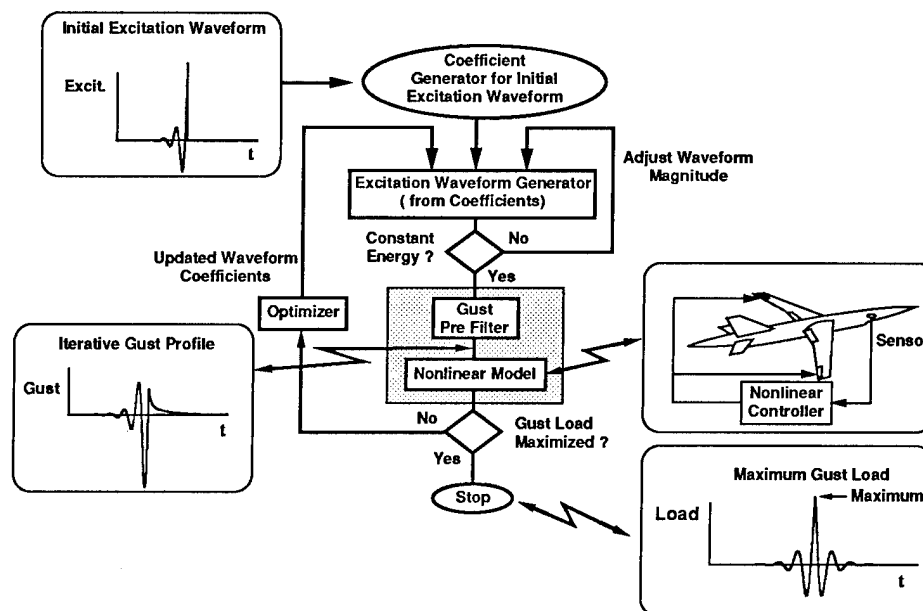 Initial Excitation Waveform
Excit.
t
Coefficient
Generator for Initial
Excitation Waveform
Adjust Waveform
Magnitude
Excitation Waveform Generator
( from Coefficients)
Constant
Energy ?
No
Yes
Updated Waveform
Coefficients
Optimizer
Gust
Pre Filter
Nonlinear Model
Iterative Gust Profile
Gust
t
Sensor
Nonlinear
Controller
No
Gust Load
Maximized ?
Yes
Stop
Maximum Gust Load
Maximum
Load
t